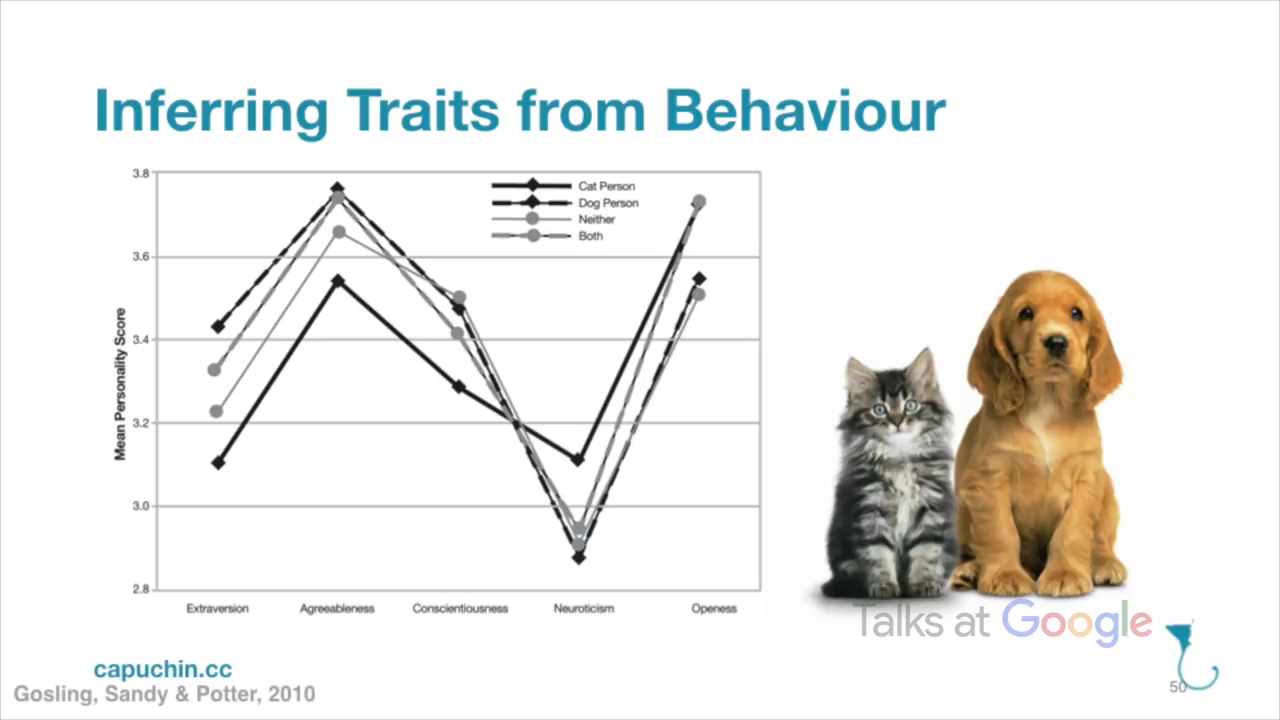 Inferring Traits from Behaviour
3.8
3.6
3.4
3.2
3.0
2.8
Mean Personality Score
Cat Person
Dog Person
Neither
Both
Extraversion
Agreeableness
Conscientiousness
Neuroticism
Openess
Talks at Google
capuchin.cc
Gosling, Sandy & Potter, 2010
50